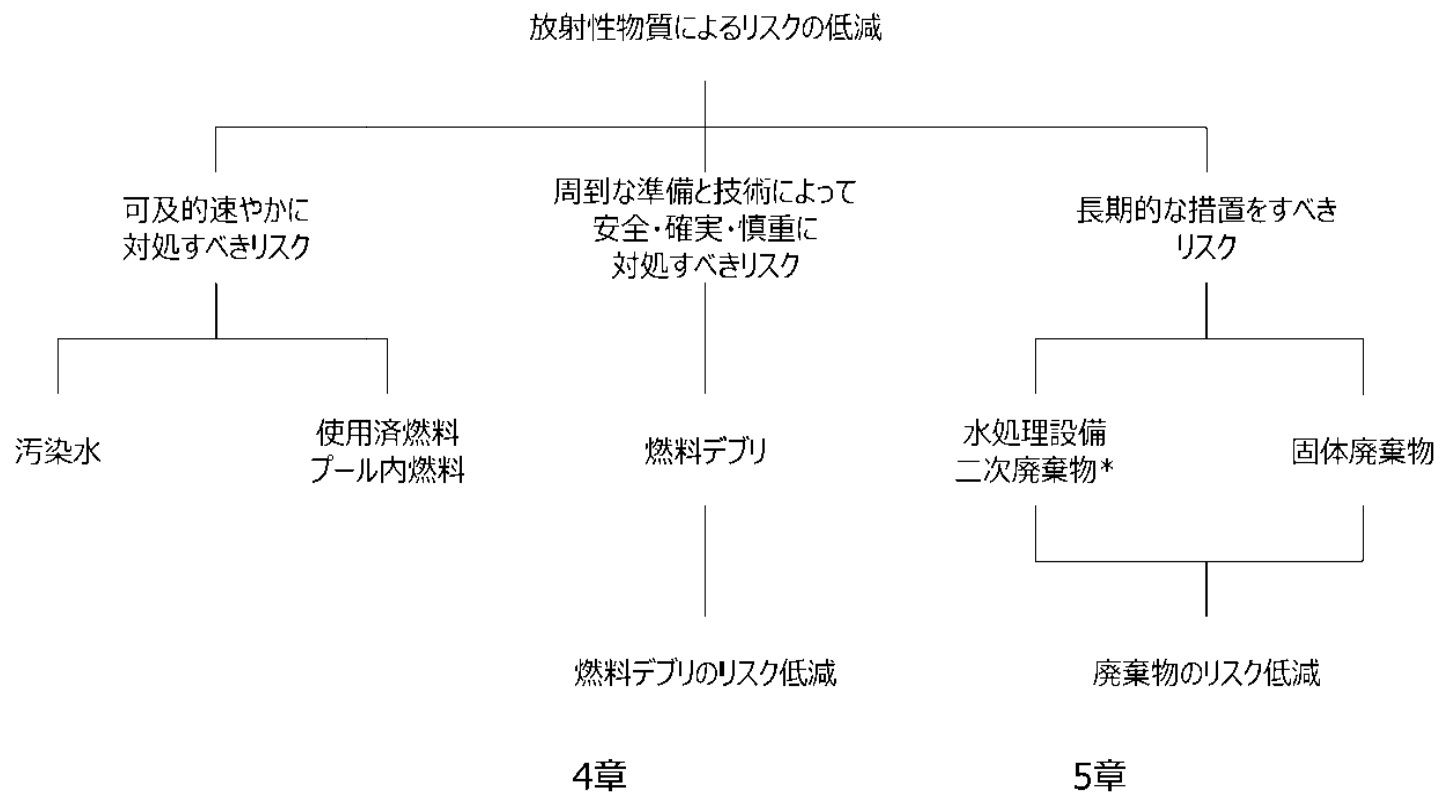 放射性物質によるリスクの低減
可及的速やかに
対処すべきリスク
周到な準備と技術によって
安全・確実・慎重に
対処すべきリスク
長期的な措置をすべき
リスク
汚染水
使用済燃料
プール内燃料
燃料デブリ
水処理設備
二次廃棄物*
固体廃棄物
燃料デブリのリスク低減
廃棄物のリスク低減
4章
5章